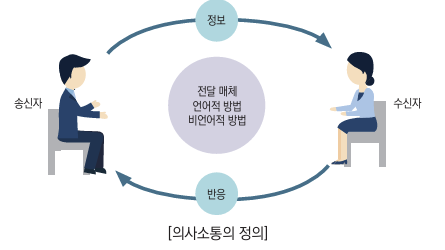 정보
송신자
전달 매체
언어적 방법
비언어적 방법
수신자
반응
[의사소통의 정의]